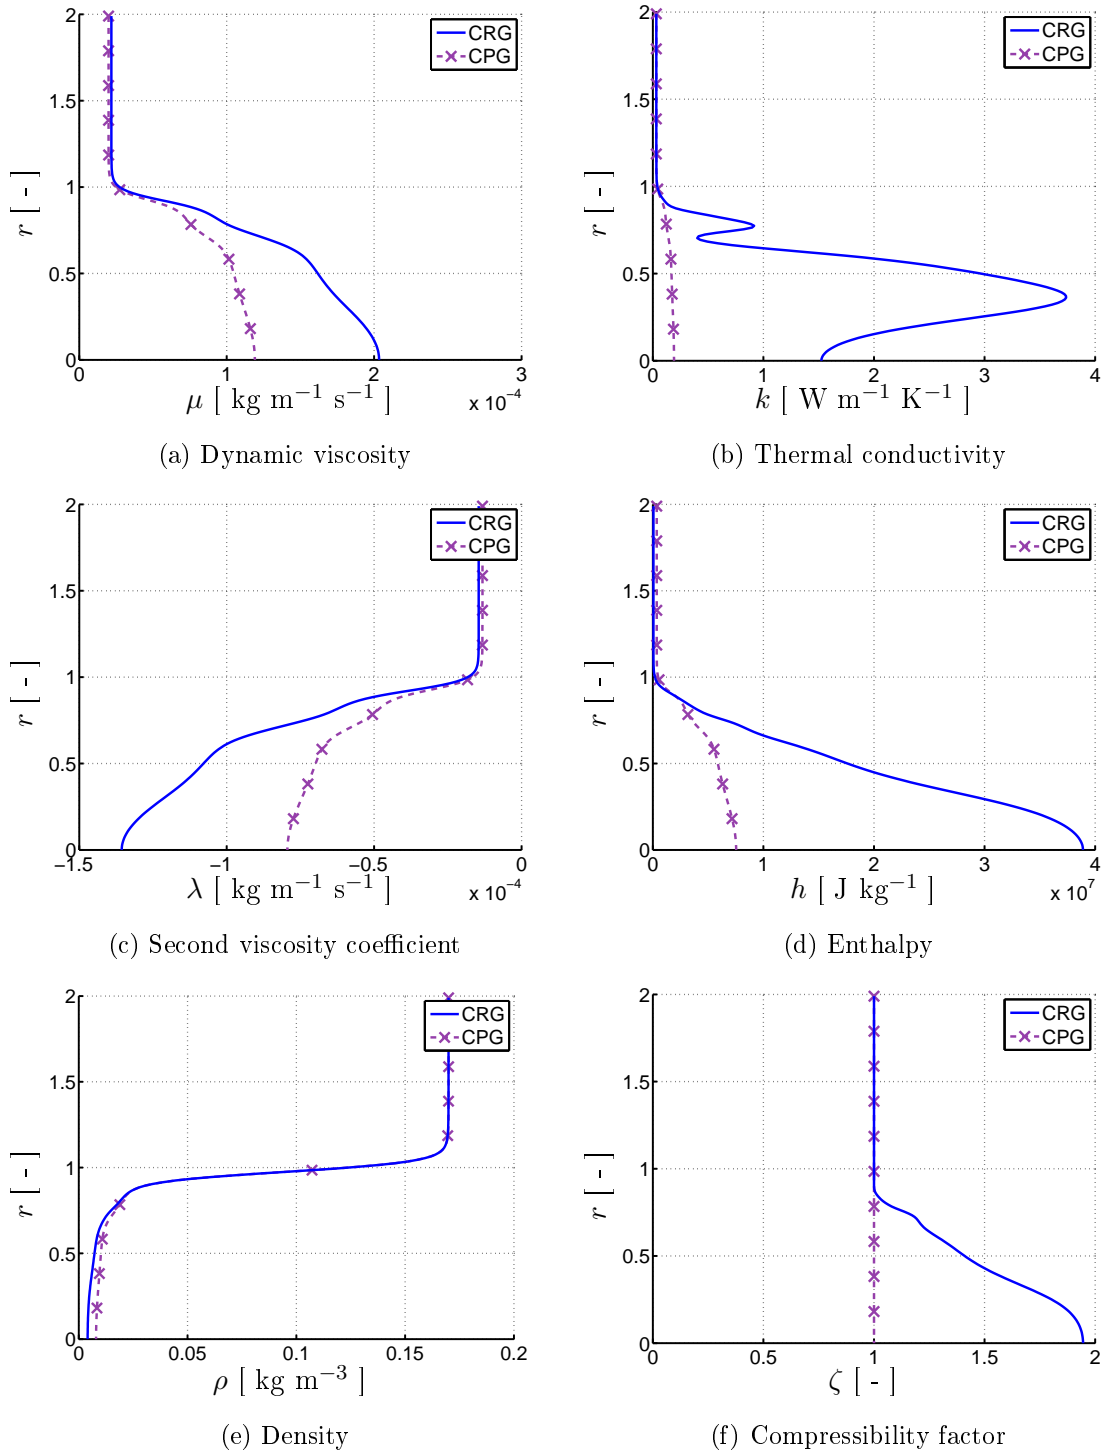 2
1.5
1
0.5
0
r [ - ]
CRG
CPG
0 1 2 3
x 10⁻⁴
μ [ kg m⁻¹ s⁻¹ ]
(a) Dynamic viscosity
2
1.5
1
0.5
0
r [ - ]
CRG
CPG
0 1 2 3 4
k [ W m⁻¹ K⁻¹ ]
(b) Thermal conductivity
2
1.5
1
0.5
0
r [ - ]
CRG
CPG
−1.5 −1 −0.5 0
x 10⁻⁴
λ [ kg m⁻¹ s⁻¹ ]
(c) Second viscosity coefficient
2
1.5
1
0.5
0
r [ - ]
CRG
CPG
0 1 2 3 4
x 10⁷
h [ J kg⁻¹ ]
(d) Enthalpy
2
1.5
1
0.5
0
r [ - ]
CRG
CPG
0 0.05 0.1 0.15 0.2
ρ [ kg m⁻³ ]
(e) Density
2
1.5
1
0.5
0
r [ - ]
CRG
CPG
0 0.5 1 1.5 2
ζ [ - ]
(f) Compressibility factor